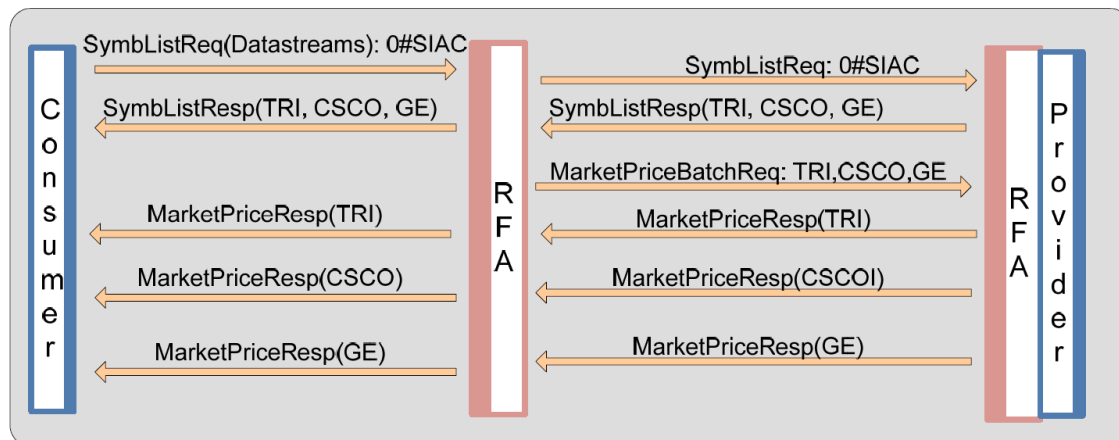 SymbListReq(Datastreams): 0#SIAC
SymbListReq: 0#SIAC
SymbListResp(TRI, CSCO, GE)
SymbListResp(TRI, CSCO, GE)
MarketPriceBatchReq: TRI,CSCO,GE
MarketPriceResp(TRI)
MarketPriceResp(TRI)
MarketPriceResp(CSCO)
MarketPriceResp(CSCOI)
MarketPriceResp(GE)
MarketPriceResp(GE)
Consumer
RFA
RFA
Provider